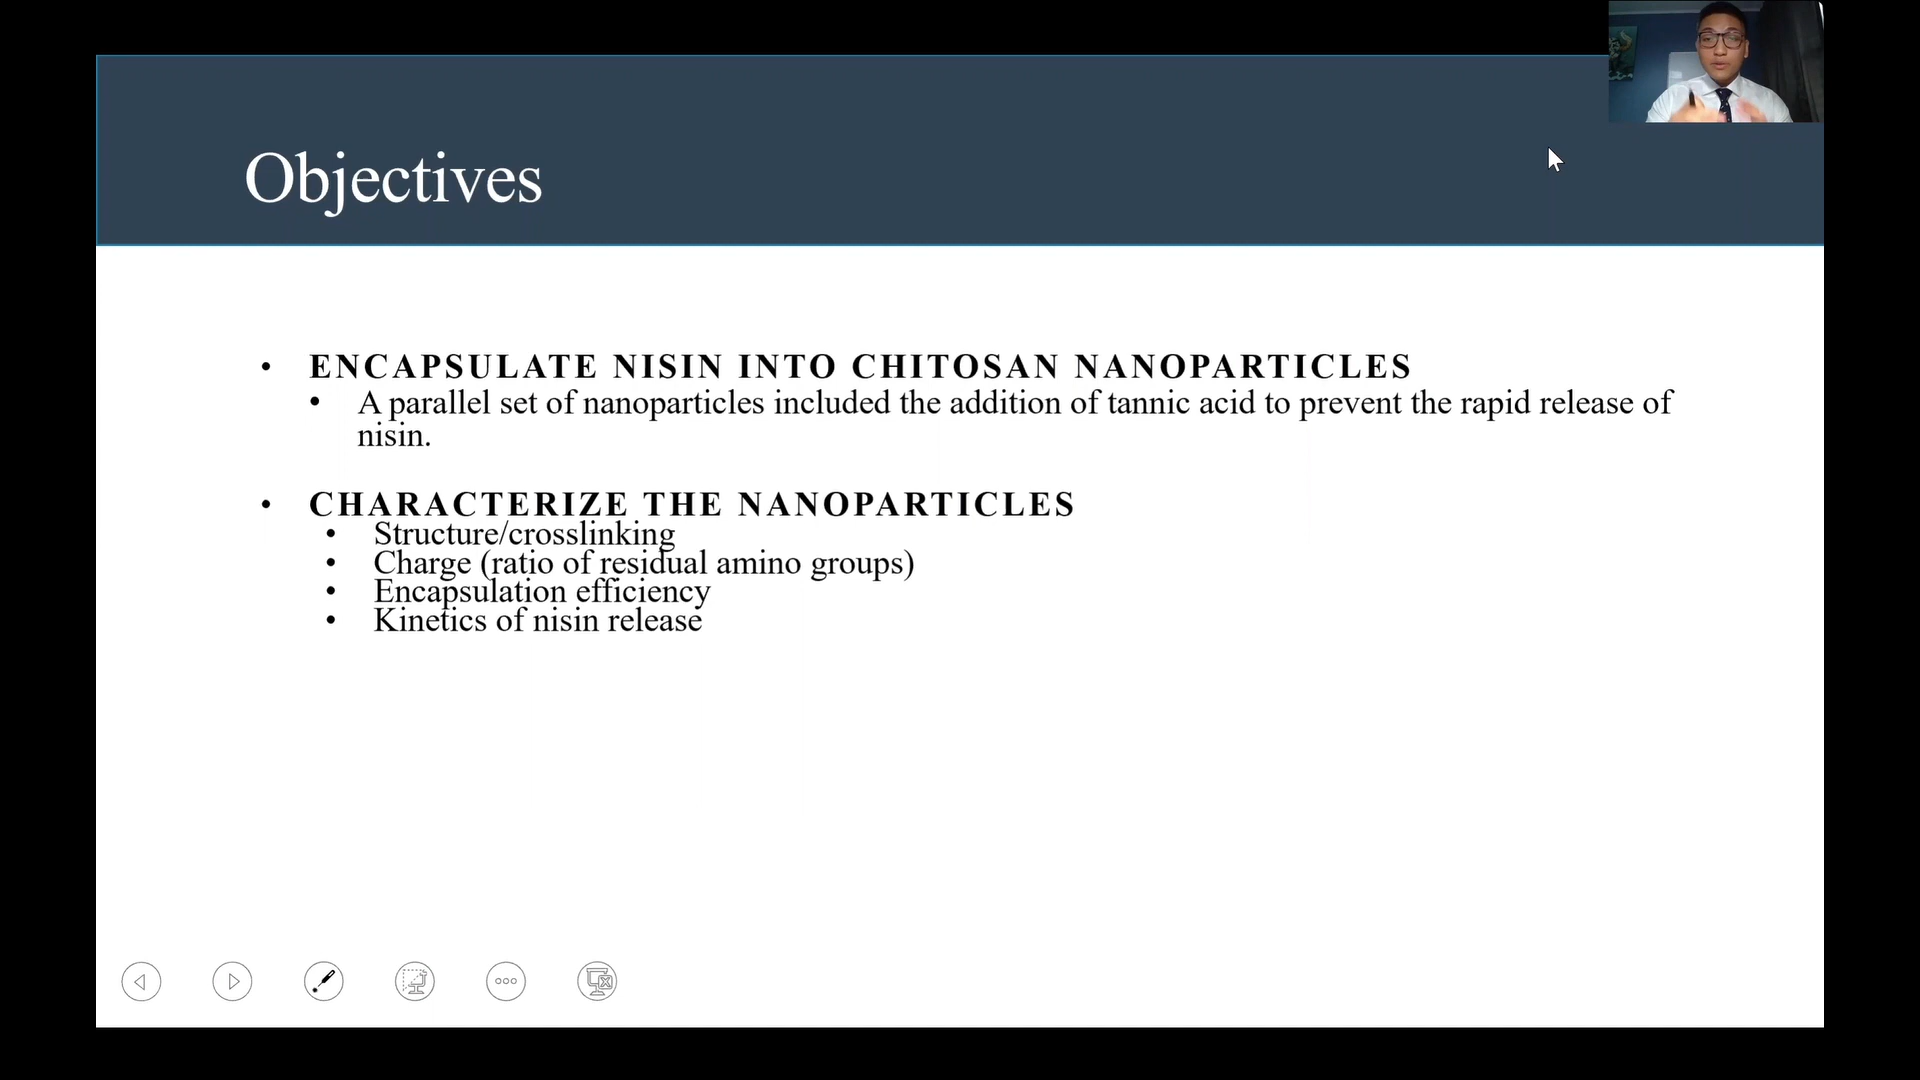 Objectives
• ENCAPSULATE NISIN INTO CHITOSAN NANOPARTICLES
• A parallel set of nanoparticles included the addition of tannic acid to prevent the rapid release of
nisin.
• CHARACTERIZE THE NANOPARTICLES
• Structure/crosslinking
• Charge (ratio of residual amino groups)
• Encapsulation efficiency
• Kinetics of nisin release